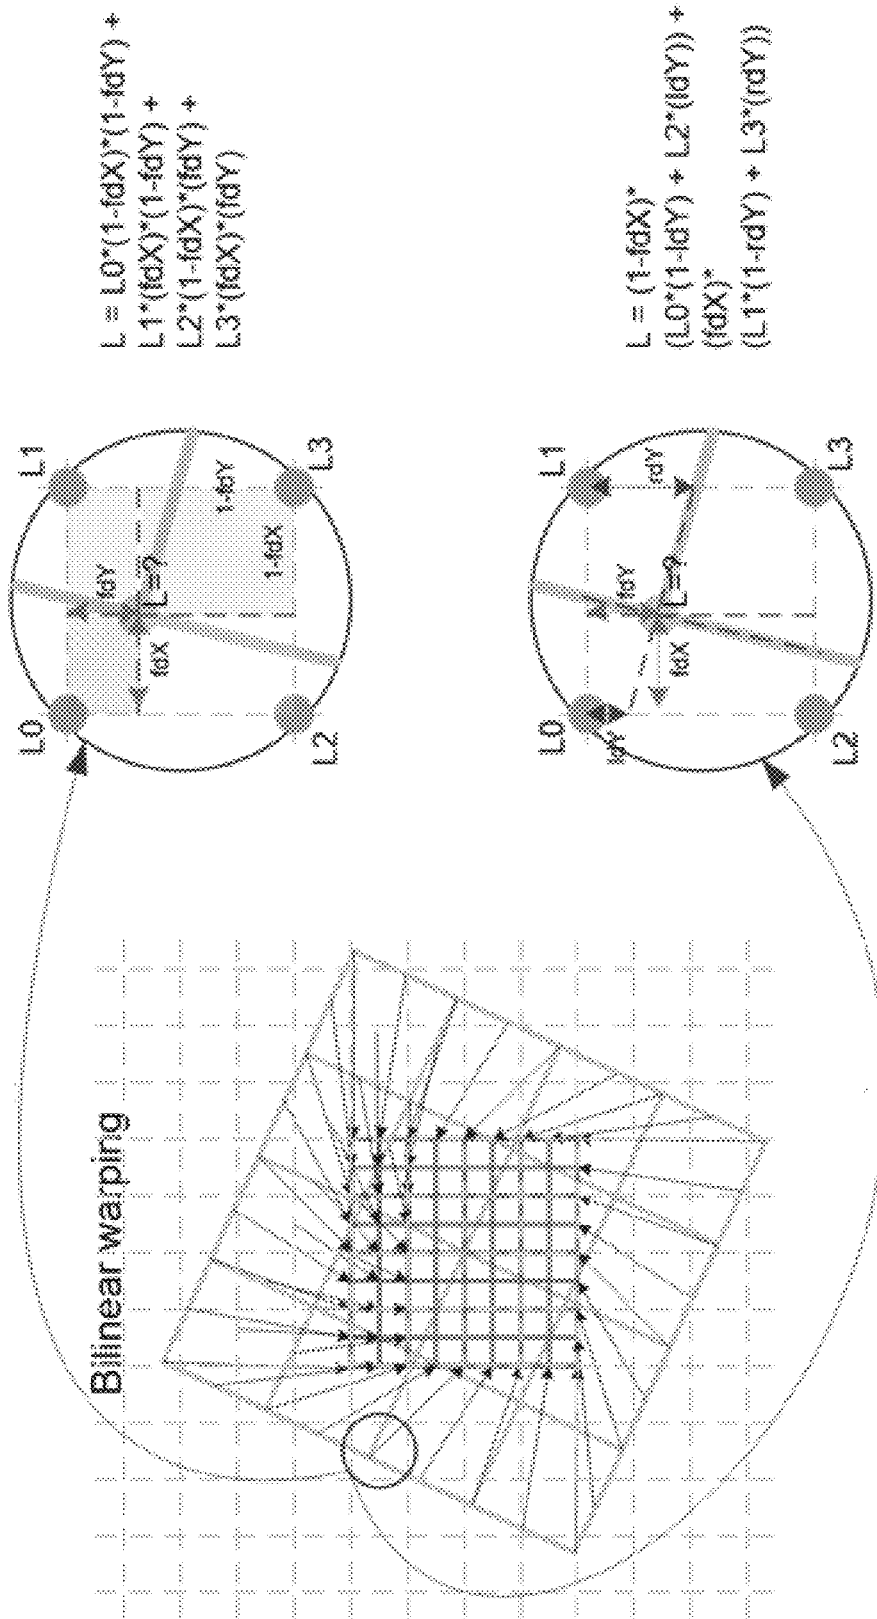 Bilinear warping
L0
L1
fdY
L=?
fdX
1-fdY
1-fdX
L2
L3
L = L0*(1-fdX)*(1-fdY) +
L1*(fdX)*(1-fdY) +
L2*(1-fdX)*(fdY) +
L3*(fdX)*(fdY)
L0
L1
fdY
rdY
L=?
ldY
fdX
L2
L3
L = (1-fdX)*
(L0*(1-ldY) + L2*(ldY)) +
(fdX)*
(L1*(1-rdY) + L3*(rdY))